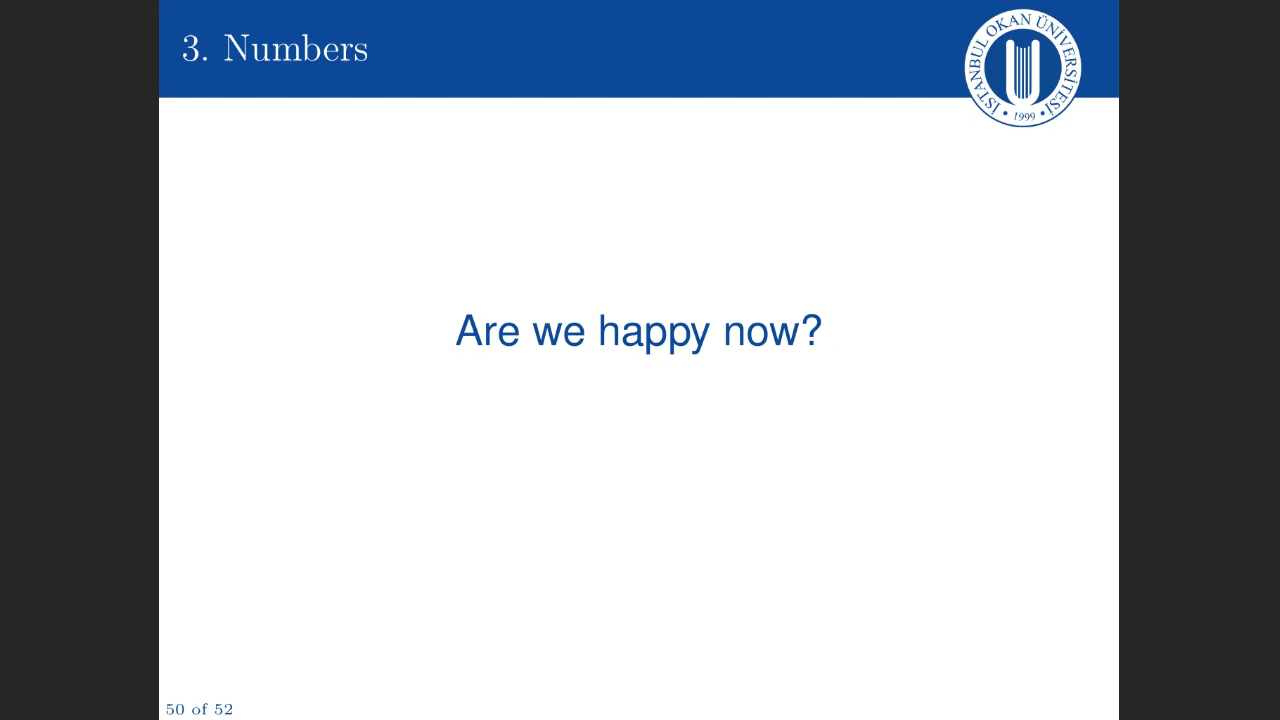 3. Numbers
İSTANBUL OKAN ÜNİVERSİTESİ
• 1999 •
Are we happy now?
50 of 52